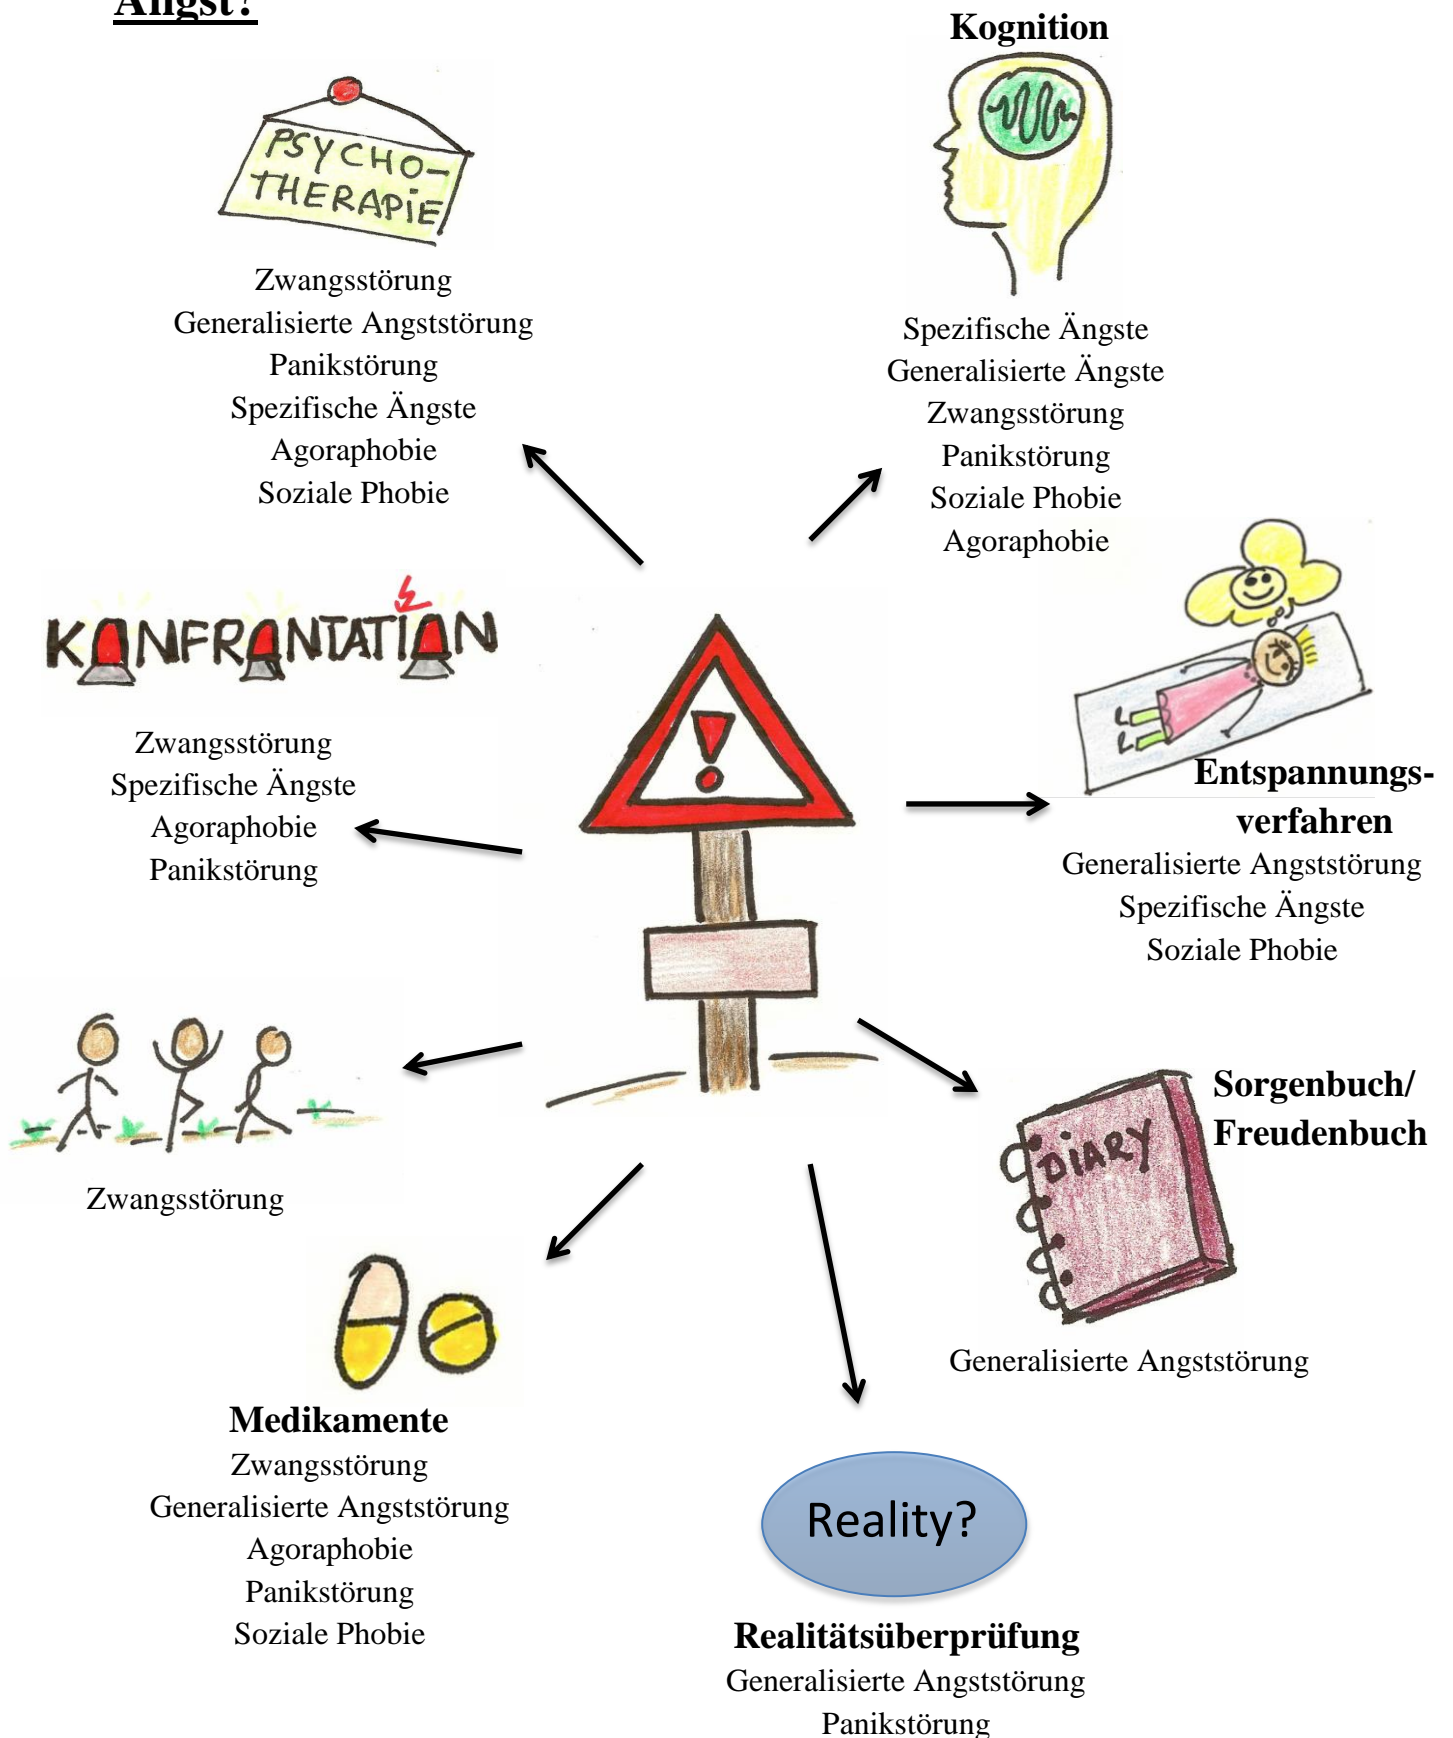 Angst?
Kognition
PSYCHO-
THERAPIE
Zwangsstörung
Generalisierte Angststörung
Panikstörung
Spezifische Ängste
Agoraphobie
Soziale Phobie
Spezifische Ängste
Generalisierte Ängste
Zwangsstörung
Panikstörung
Soziale Phobie
Agoraphobie
KONFRONTATION
Zwangsstörung
Spezifische Ängste
Agoraphobie
Panikstörung
!
Entspannungs-
verfahren
Generalisierte Angststörung
Spezifische Ängste
Soziale Phobie
Zwangsstörung
Sorgenbuch/
Freudenbuch
DIARY
Generalisierte Angststörung
Medikamente
Zwangsstörung
Generalisierte Angststörung
Agoraphobie
Panikstörung
Soziale Phobie
Reality?
Realitätsüberprüfung
Generalisierte Angststörung
Panikstörung